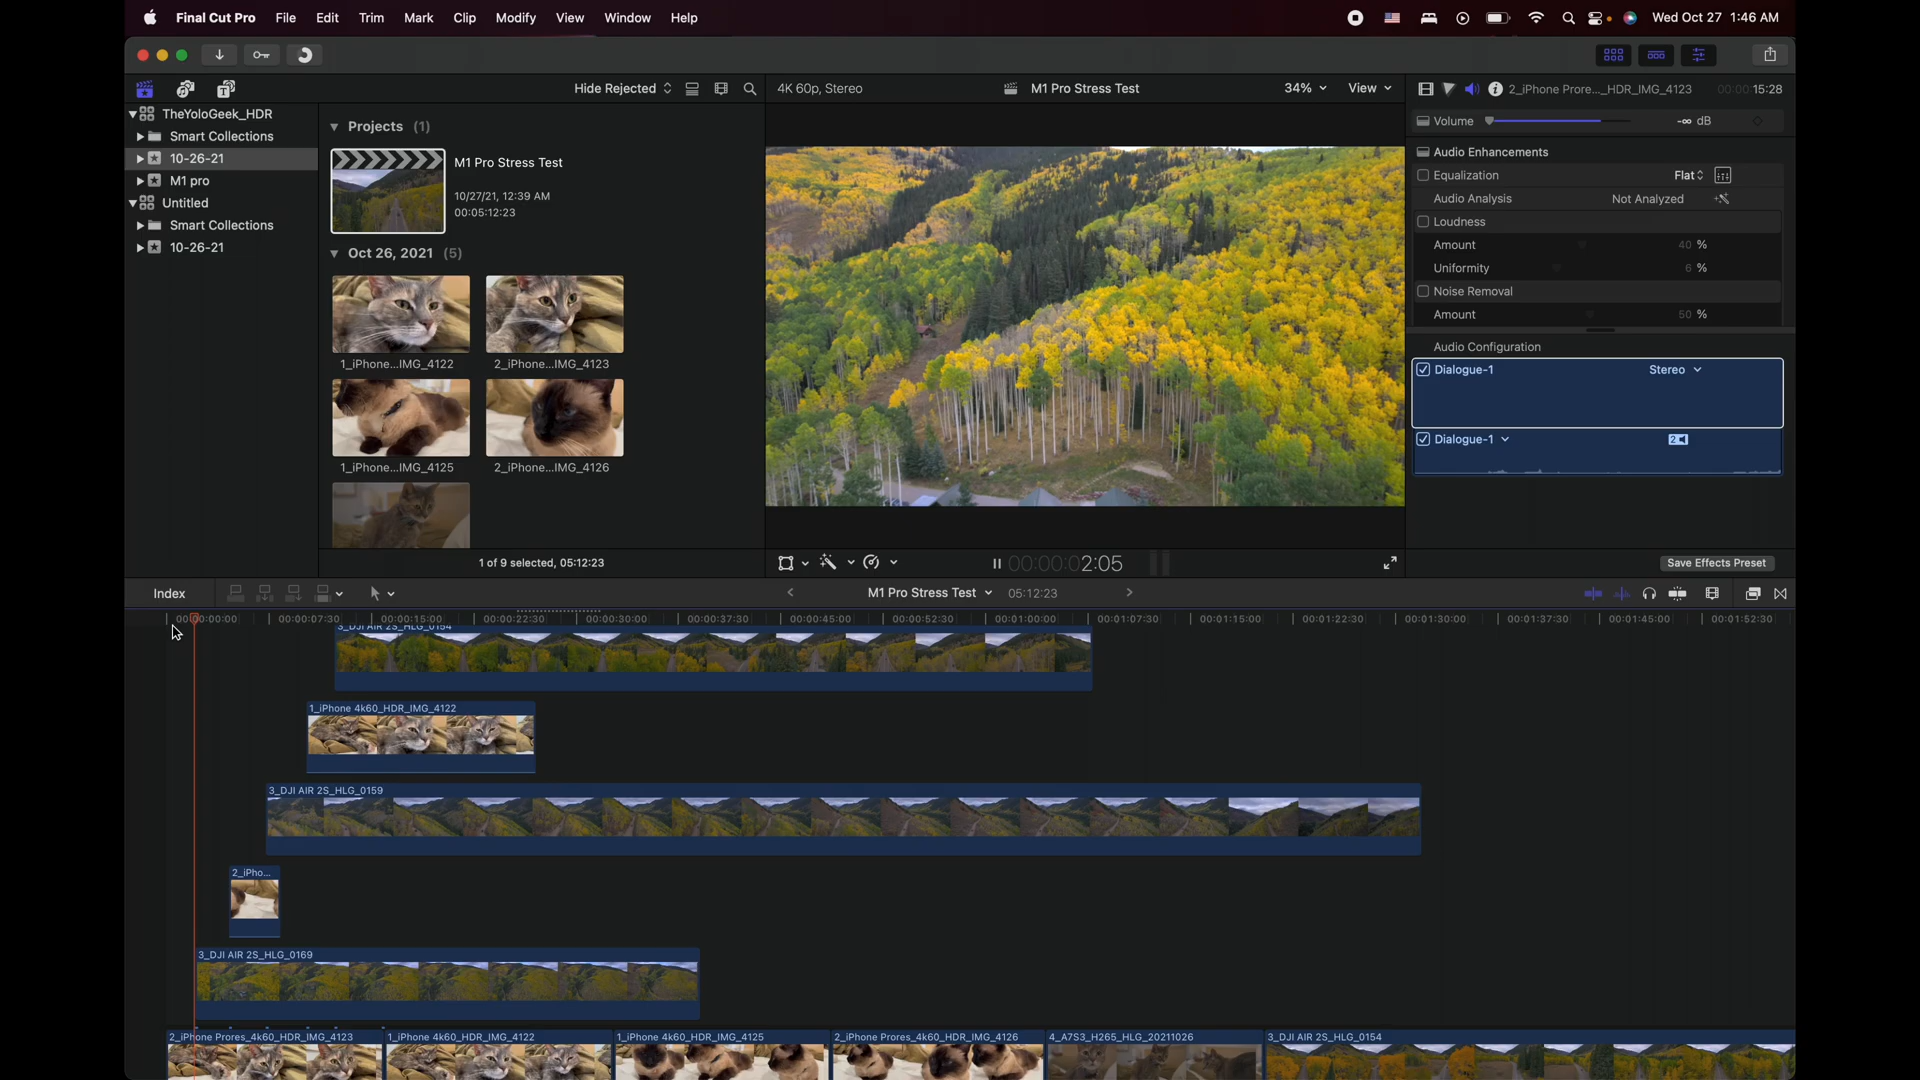 Final Cut Pro File Edit Trim Mark Clip Modify View Window Help Wed Oct 27 1:46 AM
Hide Rejected 4K 60p, Stereo M1 Pro Stress Test 34% View 2_iPhone Prore..._HDR_IMG_4123 00:00:15:28
TheYoloGeek_HDR
Smart Collections
10-26-21
M1 pro
Untitled
Smart Collections
10-26-21
Projects (1)
M1 Pro Stress Test
10/27/21, 12:39 AM
00:05:12:23
Oct 26, 2021 (5)
1_iPhone...IMG_4122 2_iPhone...IMG_4123
1_iPhone...IMG_4125 2_iPhone...IMG_4126
1 of 9 selected, 05:12:23
00:00:02:05
Volume -∞ dB
Audio Enhancements
Equalization Flat
Audio Analysis Not Analyzed
Loudness
Amount 40 %
Uniformity 6 %
Noise Removal
Amount 50 %
Audio Configuration
Dialogue-1 Stereo
Dialogue-1 2
Save Effects Preset
Index M1 Pro Stress Test 05:12:23
00:00:00:00 00:00:07:30 00:00:15:00 00:00:22:30 00:00:30:00 00:00:37:30 00:00:45:00 00:00:52:30 00:01:00:00 00:01:07:30 00:01:15:00 00:01:22:30 00:01:30:00 00:01:37:30 00:01:45:00 00:01:52:30
3_DJI AIR 2S_HLG_0154
1_iPhone 4k60_HDR_IMG_4122
3_DJI AIR 2S_HLG_0159
2_iPho...
3_DJI AIR 2S_HLG_0169
2_iPhone Prores_4k60_HDR_IMG_4123 1_iPhone 4k60_HDR_IMG_4122 1_iPhone 4k60_HDR_IMG_4125 2_iPhone Prores_4k60_HDR_IMG_4126 4_A7S3_H265_HLG_20211026 3_DJI AIR 2S_HLG_0154